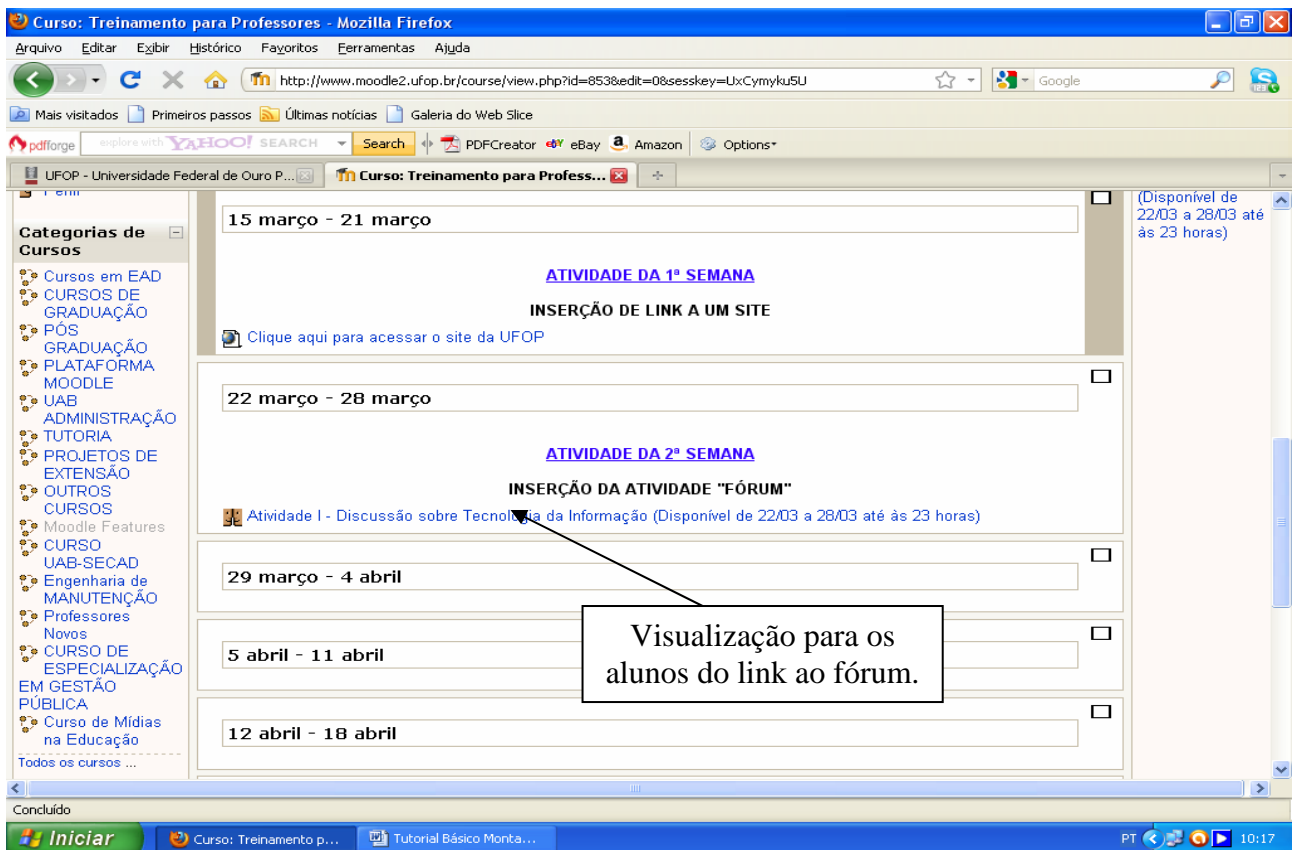 Curso: Treinamento para Professores - Mozilla Firefox
Arquivo Editar Exibir Histórico Favoritos Ferramentas Ajuda
http://www.moodle2.ufop.br/course/view.php?id=853&edit=0&sesskey=UxCymyku5U
Google
Mais visitados Primeiros passos Últimas notícias Galeria do Web Slice
pdfforge explore with YAHOO! SEARCH Search PDFCreator eBay Amazon Options
UFOP - Universidade Federal de Ouro P... Curso: Treinamento para Profess...
Perfil
Categorias de
Cursos
Cursos em EAD
CURSOS DE
GRADUAÇÃO
PÓS
GRADUAÇÃO
PLATAFORMA
MOODLE
UAB
ADMINISTRAÇÃO
TUTORIA
PROJETOS DE
EXTENSÃO
OUTROS
CURSOS
Moodle Features
CURSO
UAB-SECAD
Engenharia de
MANUTENÇÃO
Professores
Novos
CURSO DE
ESPECIALIZAÇÃO
EM GESTÃO
PÚBLICA
Curso de Mídias
na Educação
Todos os cursos ...
15 março - 21 março
ATIVIDADE DA 1ª SEMANA
INSERÇÃO DE LINK A UM SITE
Clique aqui para acessar o site da UFOP
22 março - 28 março
ATIVIDADE DA 2ª SEMANA
INSERÇÃO DA ATIVIDADE "FÓRUM"
Atividade I - Discussão sobre Tecnologia da Informação (Disponível de 22/03 a 28/03 até às 23 horas)
29 março - 4 abril
5 abril - 11 abril
12 abril - 18 abril
Visualização para os
alunos do link ao fórum.
(Disponível de
22/03 a 28/03 até
às 23 horas)
Concluído
Iniciar Curso: Treinamento p... Tutorial Básico Monta... PT 10:17